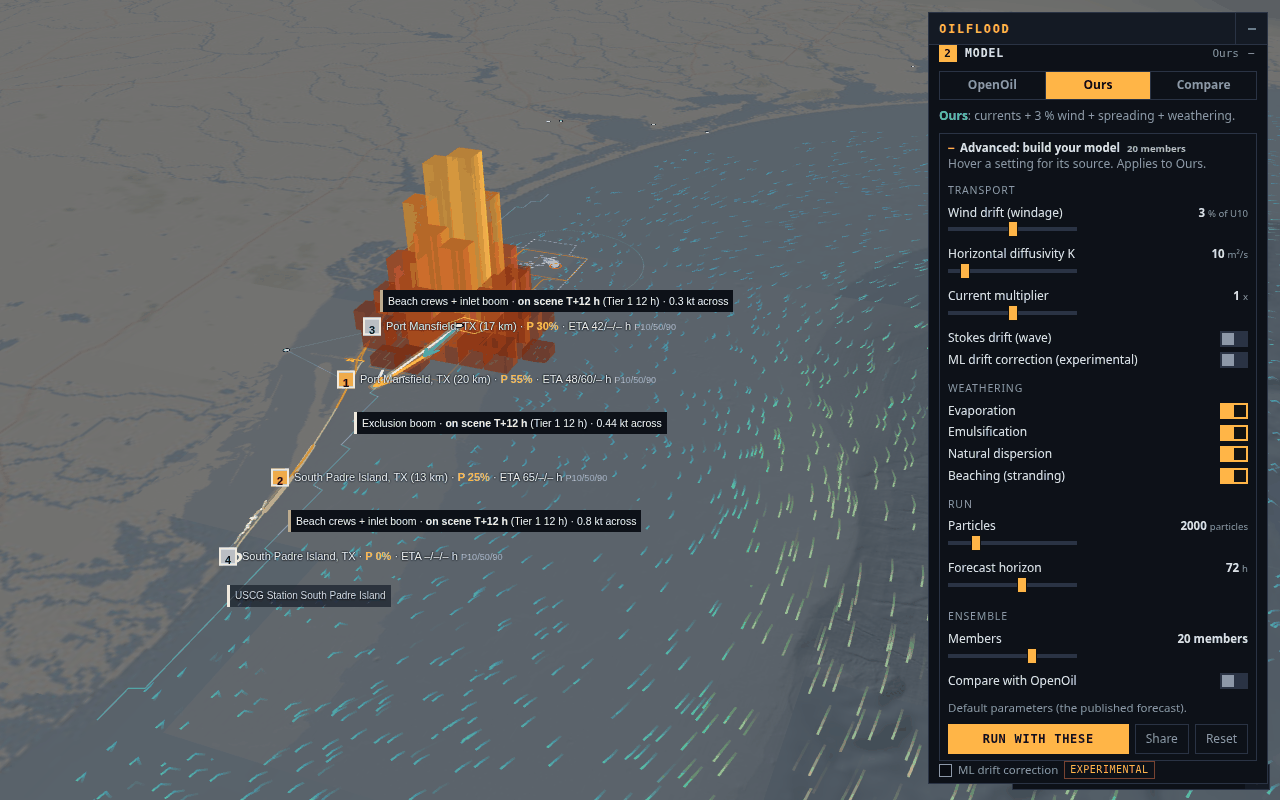 OILFLOOD −
2 MODEL Ours −
OpenOil Ours Compare
Ours: currents + 3 % wind + spreading + weathering.
− Advanced: build your model 20 members
Hover a setting for its source. Applies to Ours.
TRANSPORT
Wind drift (windage) 3 % of U10
Horizontal diffusivity K 10 m²/s
Current multiplier 1 x
Stokes drift (wave)
ML drift correction (experimental)
WEATHERING
Evaporation
Emulsification
Natural dispersion
Beaching (stranding)
RUN
Particles 2000 particles
Forecast horizon 72 h
ENSEMBLE
Members 20 members
Compare with OpenOil
Default parameters (the published forecast).
RUN WITH THESE Share Reset
ML drift correction EXPERIMENTAL
Beach crews + inlet boom · on scene T+12 h (Tier 1 12 h) · 0.3 kt across
3 Port Mansfield, TX (17 km) · P 30% · ETA 42/–/– h P10/50/90
1 Port Mansfield, TX (20 km) · P 55% · ETA 48/60/– h P10/50/90
Exclusion boom · on scene T+12 h (Tier 1 12 h) · 0.44 kt across
2 South Padre Island, TX (13 km) · P 25% · ETA 65/–/– h P10/50/90
Beach crews + inlet boom · on scene T+12 h (Tier 1 12 h) · 0.8 kt across
4 South Padre Island, TX · P 0% · ETA –/–/– h P10/50/90
USCG Station South Padre Island